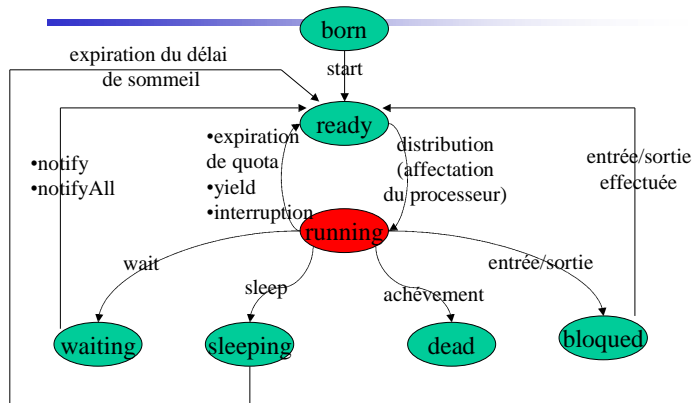 born
expiration du délai
de sommeil
start
ready
•notify
•notifyAll
•expiration
de quota
•yield
•interruption
distribution
(affectation
du processeur)
entrée/sortie
effectuée
running
wait
sleep
achévement
entrée/sortie
waiting
sleeping
dead
bloqued